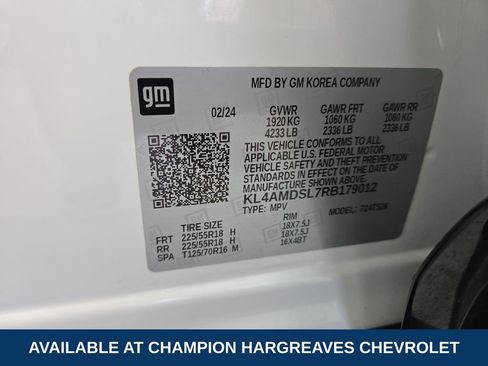 gm
MFD BY GM KOREA COMPANY
02/24 GVWR GAWR FRT GAWR RR
1920 KG 1060 KG 1060 KG
4233 LB 2336 LB 2336 LB
THIS VEHICLE CONFORMS TO ALL
APPLICABLE U.S. FEDERAL MOTOR
VEHICLE SAFETY AND THEFT PREVENTION
STANDARDS IN EFFECT ON THE DATE OF
MANUFACTURE SHOWN ABOVE.
KL4AMDSL7RB179012
TYPE: MPV MODEL:
TIRE SIZE RIM
FRT 225/55R18 H 18X7.5J
RR 225/55R18 H 18X7.5J
SPA T125/70R16 M 16X4BT
AVAILABLE AT CHAMPION HARGREAVES CHEVROLET